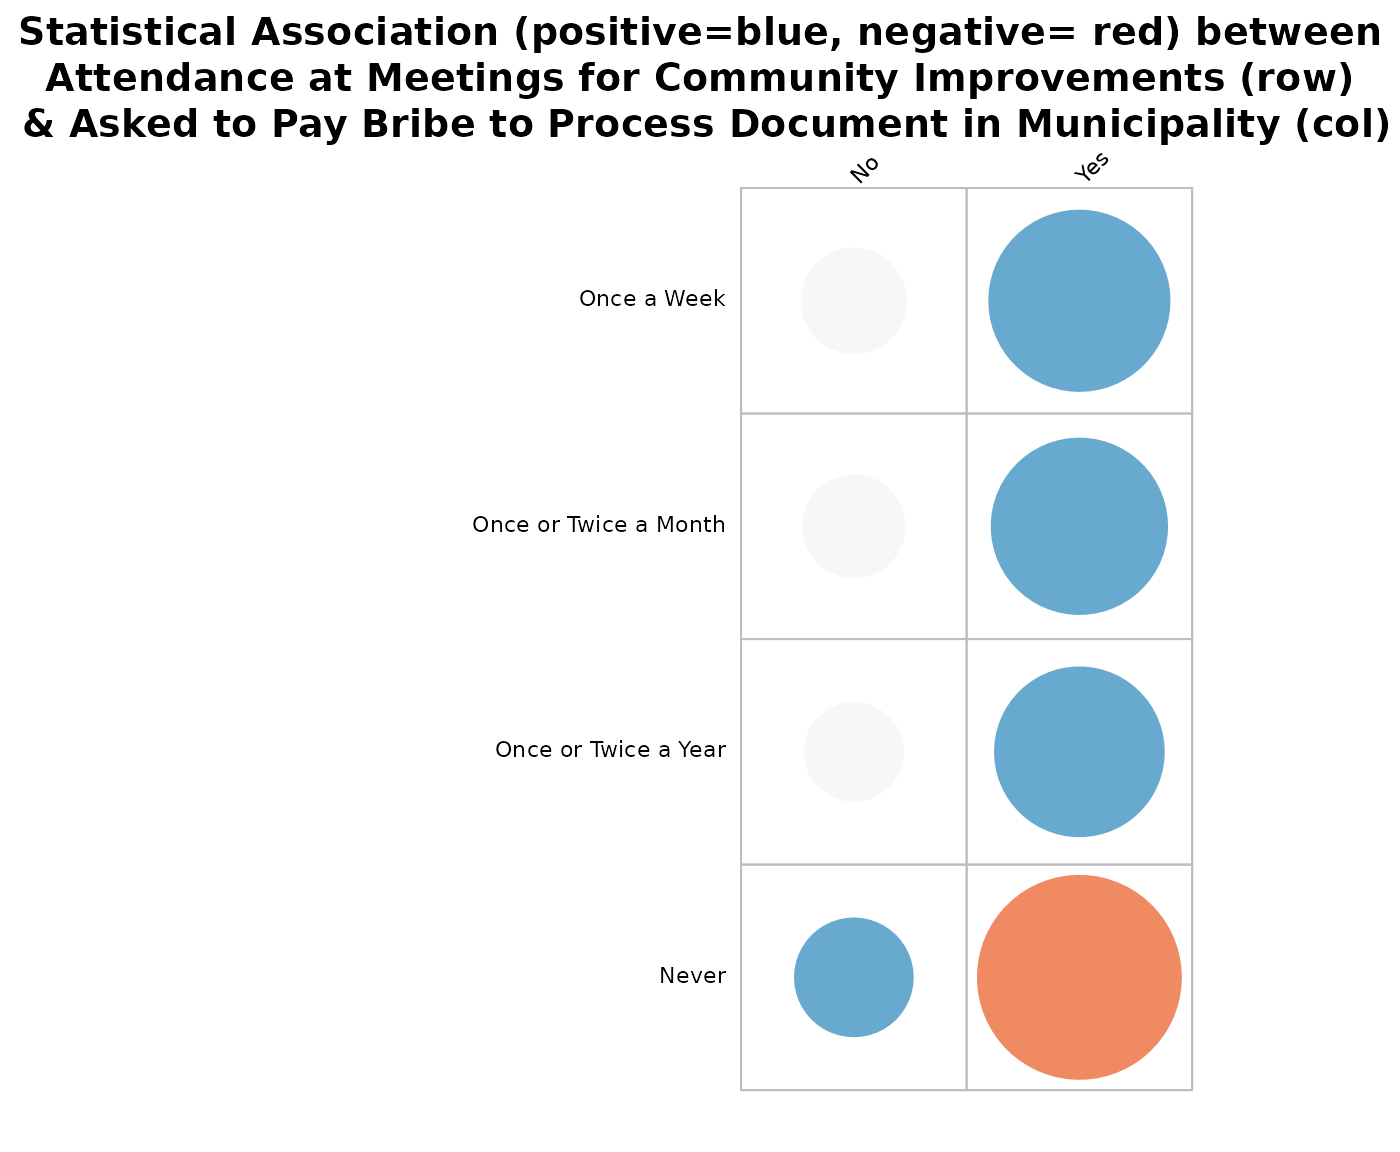 Statistical Association (positive=blue, negative= red) between
Attendance at Meetings for Community Improvements (row)
& Asked to Pay Bribe to Process Document in Municipality (col)
No
Yes
Once a Week
Once or Twice a Month
Once or Twice a Year
Never